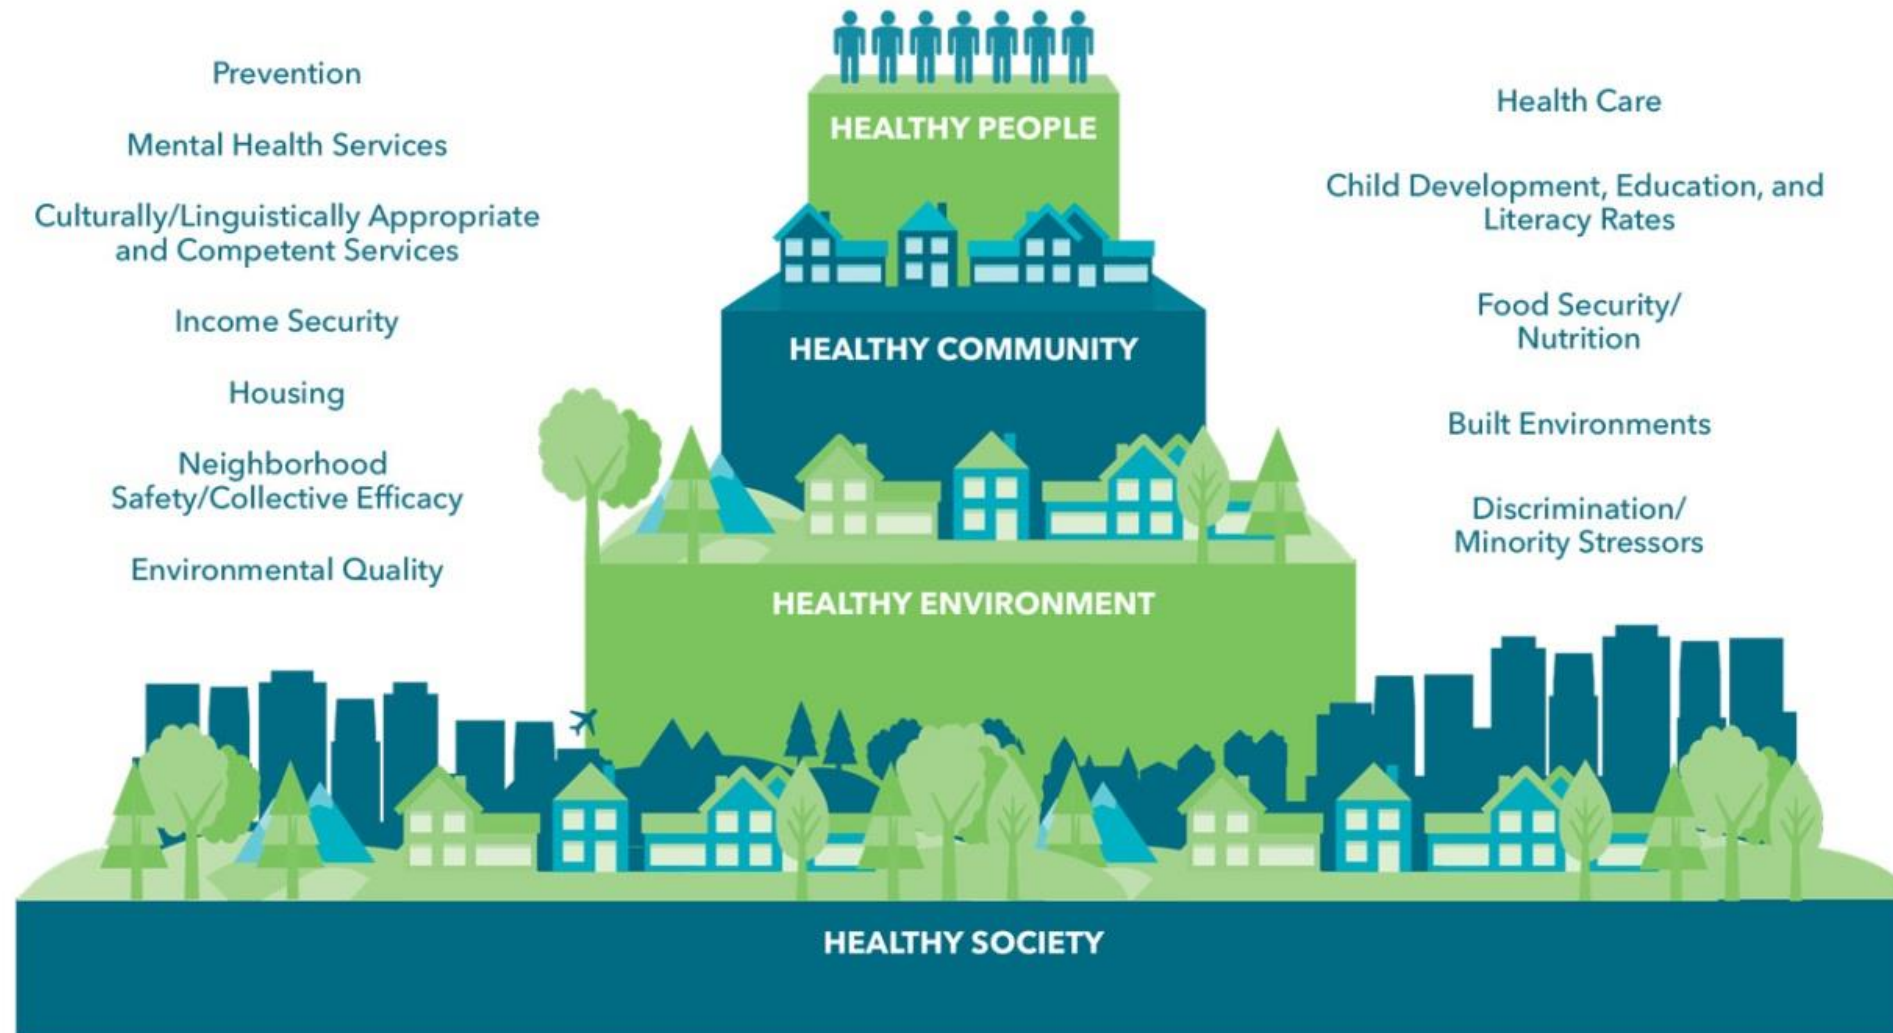 Prevention
Mental Health Services
Culturally/Linguistically Appropriate
and Competent Services
Income Security
Housing
Neighborhood
Safety/Collective Efficacy
Environmental Quality
HEALTHY PEOPLE
HEALTHY COMMUNITY
HEALTHY ENVIRONMENT
HEALTHY SOCIETY
Health Care
Child Development, Education, and
Literacy Rates
Food Security/
Nutrition
Built Environments
Discrimination/
Minority Stressors